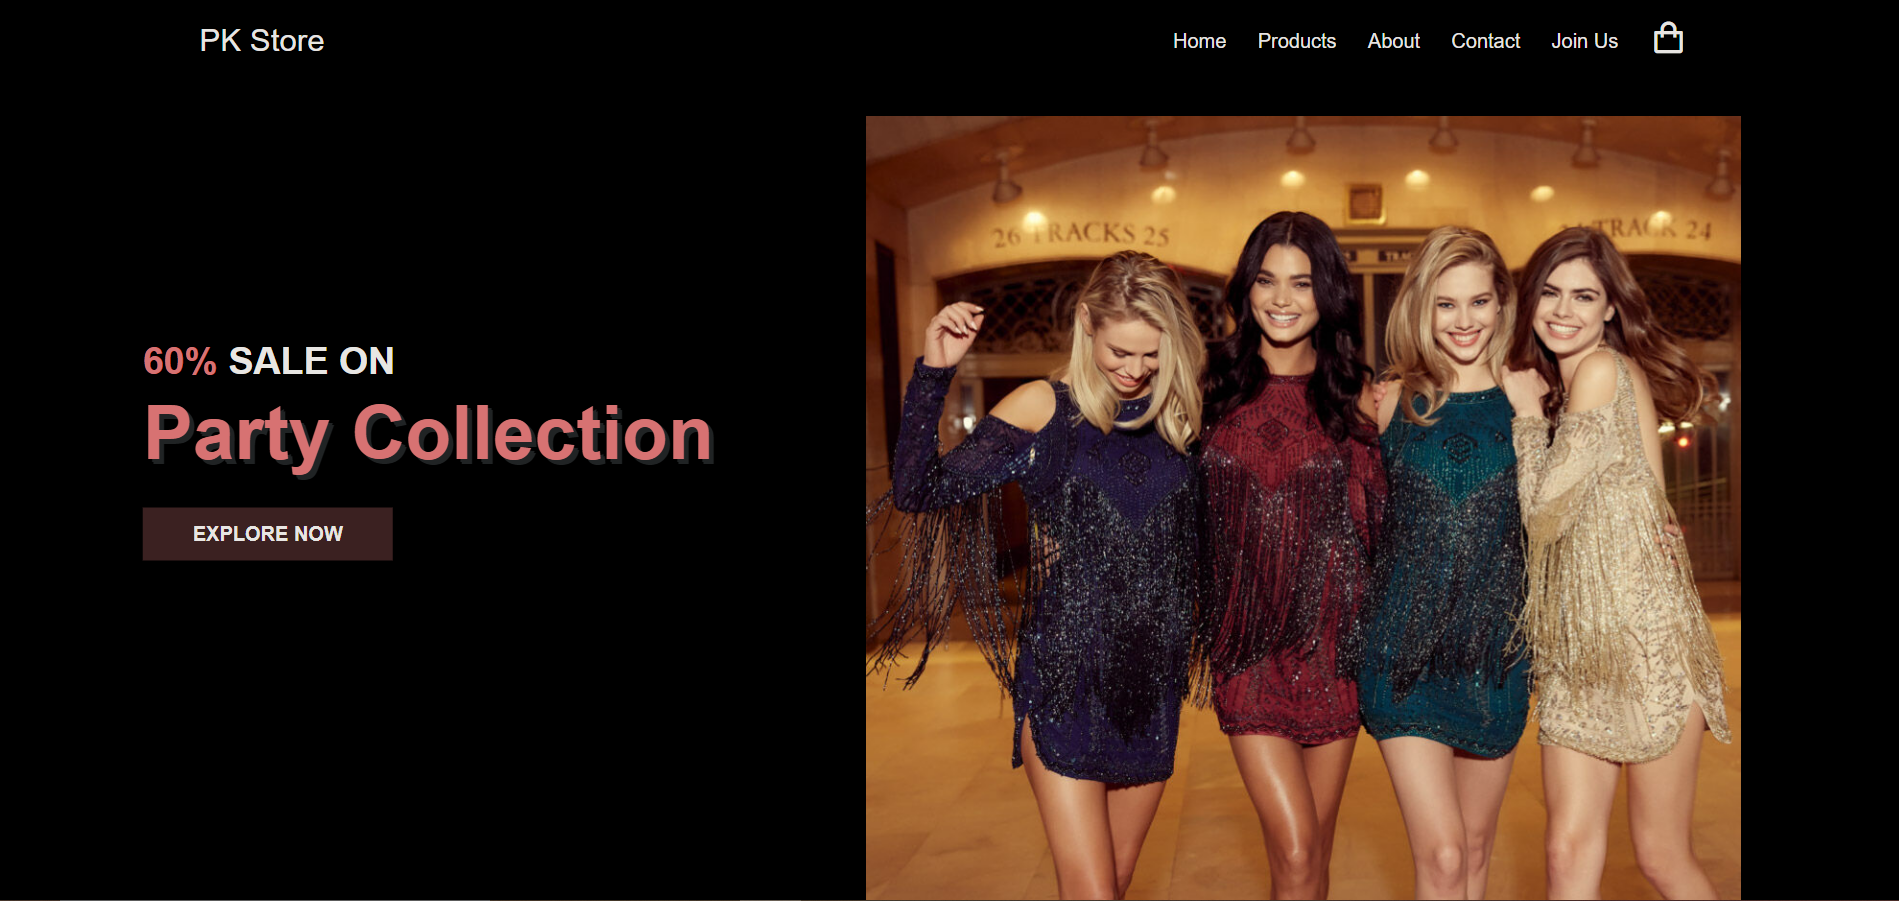 PK Store
Home Products About Contact Join Us
60% SALE ON
Party Collection
EXPLORE NOW
26 TRACKS 25
TRACK 24